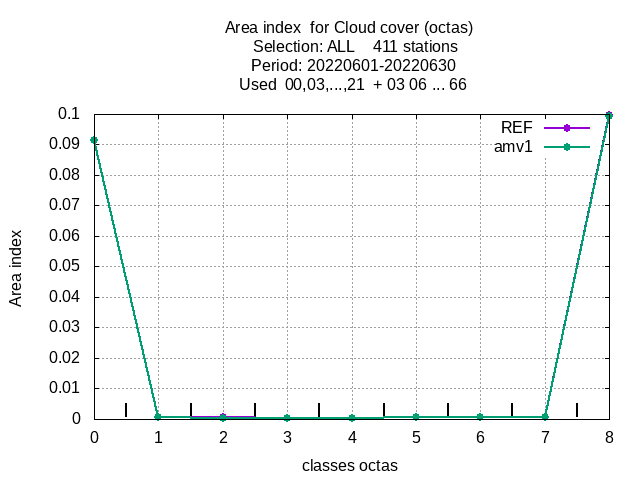 Area index  for Cloud cover (octas)
Selection: ALL    411 stations
Period: 20220601-20220630
Used  00,03,...,21  + 03 06 ... 66
REF
amv1
0.1
0.09
0.08
0.07
0.06
0.05
0.04
0.03
0.02
0.01
0
Area index
0 1 2 3 4 5 6 7 8
classes octas